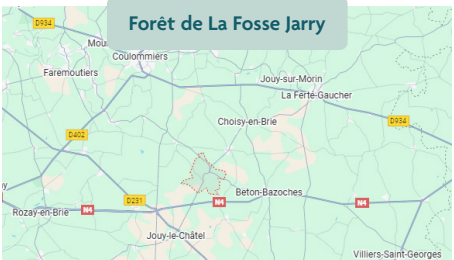 Forêt de La Fosse Jarry
D934
Coulommiers
Faremoutiers
Jouy-sur-Morin
La Ferté-Gaucher
Choisy-en-Brie
D934
D402
D231
N4
N4
N4
Beton-Bazoches
Rozay-en-Brie
Jouy-le-Châtel
Villiers-Saint-Georges